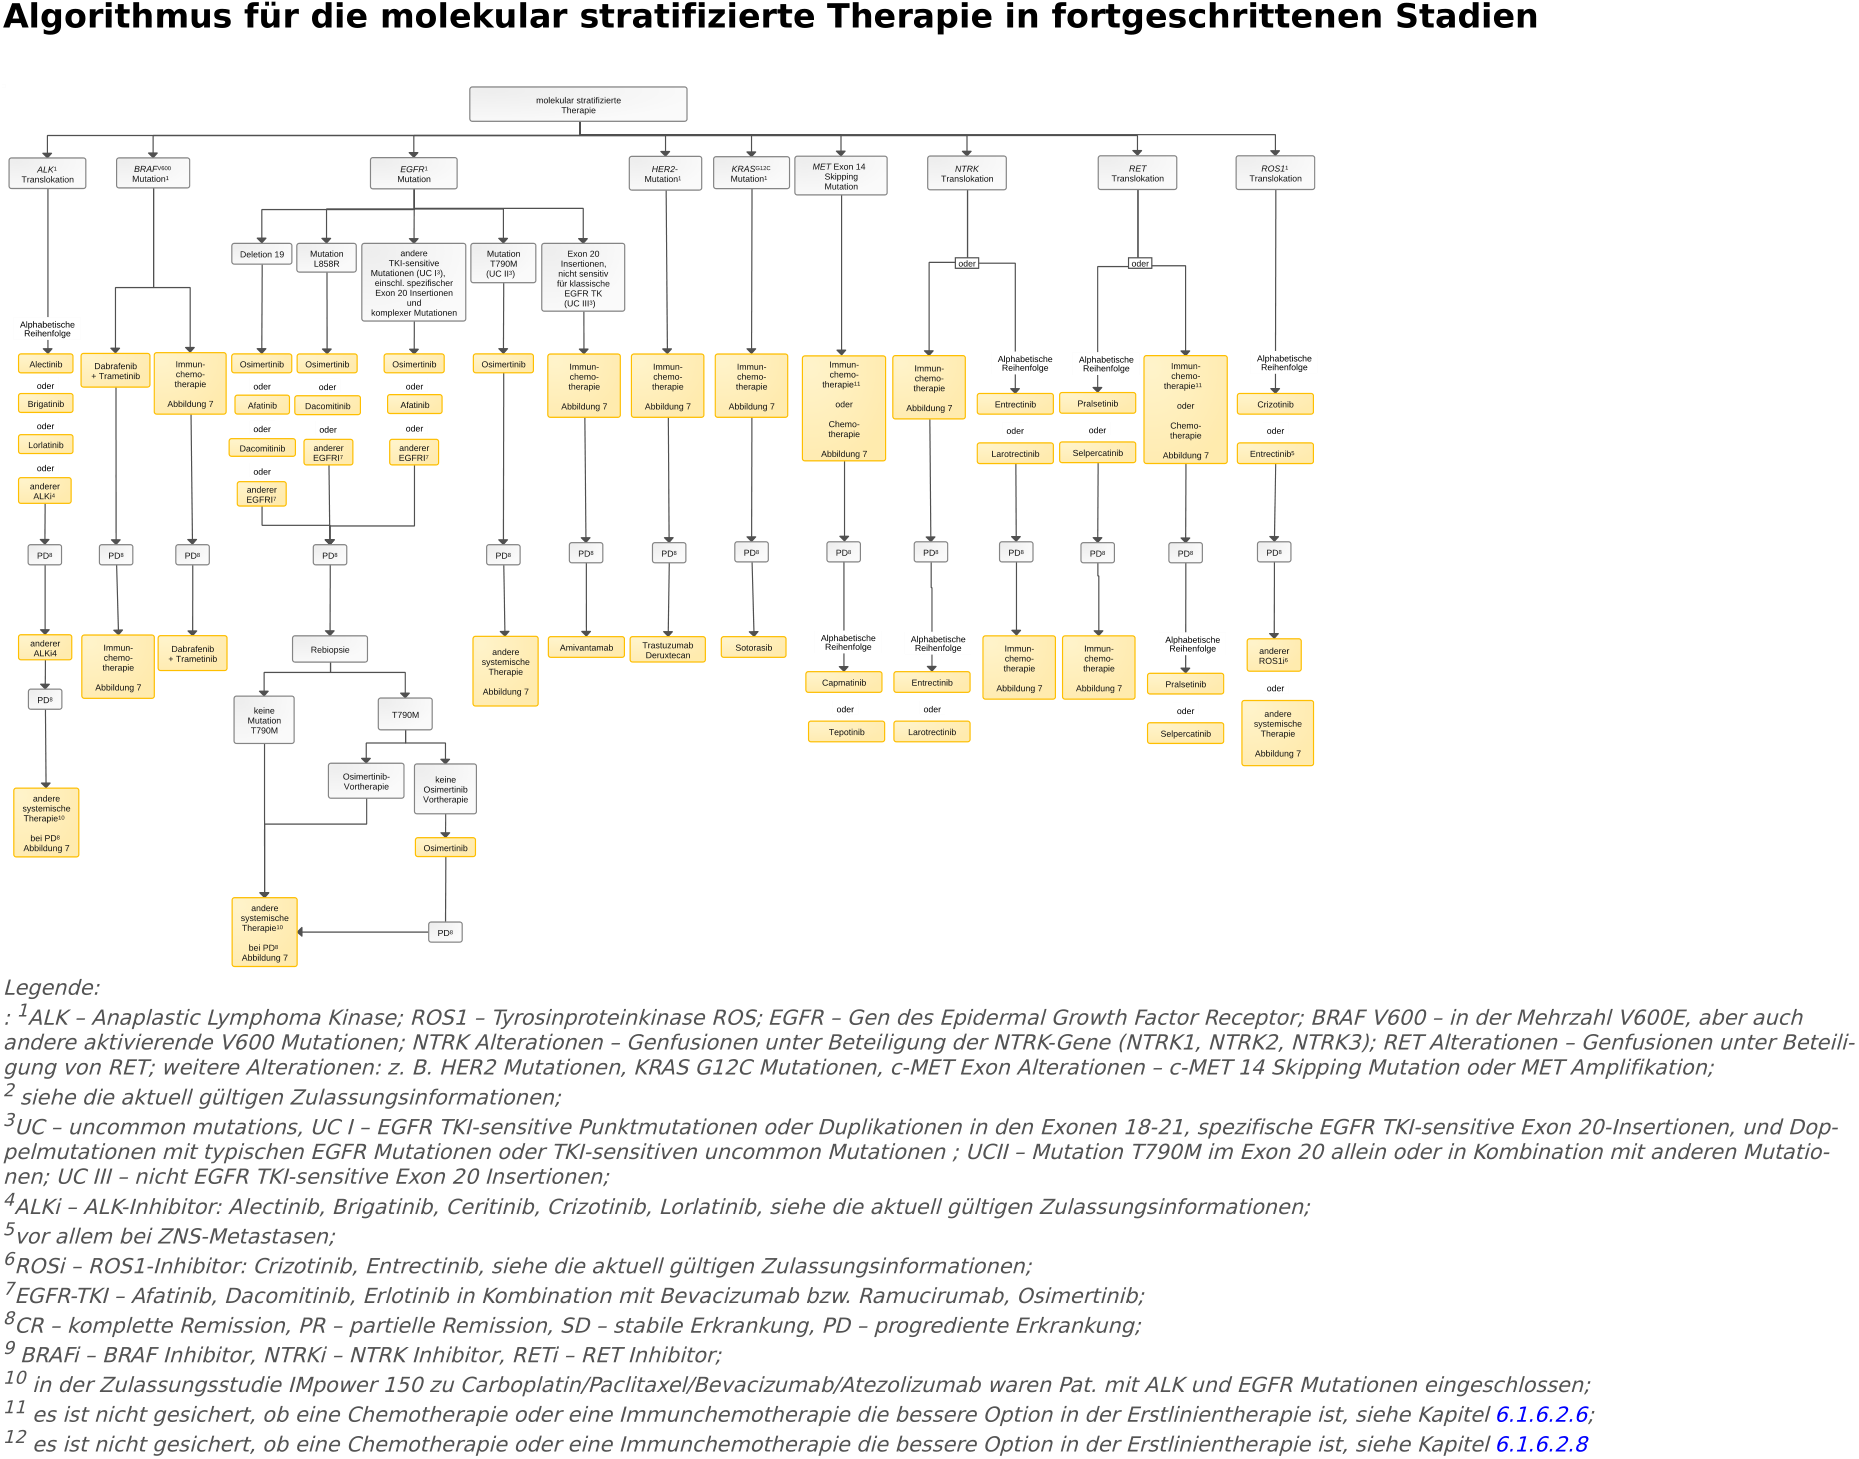 Algorithmus für die molekular stratifizierte Therapie in fortgeschrittenen Stadien
molekular stratifizierte
Therapie
ALK¹
Translokation
BRAFⱽ⁶⁰⁰
Mutation¹
EGFR¹
Mutation
HER2-
Mutation¹
KRASᴳ¹²ᶜ
Mutation¹
MET Exon 14
Skipping
Mutation
NTRK
Translokation
RET
Translokation
ROS1¹
Translokation
Deletion 19
Mutation
L858R
andere
TKI-sensitive
Mutationen (UC I³),
einschl. spezifischer
Exon 20 Insertionen
und
komplexer Mutationen
Mutation
T790M
(UC II³)
Exon 20
Insertionen,
nicht sensitiv
für klassische
EGFR TK
(UC III³)
oder
oder
Alphabetische
Reihenfolge
Alectinib
oder
Brigatinib
oder
Lorlatinib
oder
anderer
ALKi⁴
Dabrafenib
+ Trametinib
Immun-
chemo-
therapie
Abbildung 7
Osimertinib
oder
Afatinib
oder
Dacomitinib
oder
anderer
EGFRI⁷
Osimertinib
oder
Dacomitinib
oder
anderer
EGFRI⁷
Osimertinib
oder
Afatinib
oder
anderer
EGFRI⁷
Osimertinib
Immun-
chemo-
therapie
Abbildung 7
Immun-
chemo-
therapie
Abbildung 7
Immun-
chemo-
therapie
Abbildung 7
Immun-
chemo-
therapie¹¹
oder
Chemo-
therapie
Abbildung 7
Immun-
chemo-
therapie
Abbildung 7
Alphabetische
Reihenfolge
Entrectinib
oder
Larotrectinib
Alphabetische
Reihenfolge
Pralsetinib
oder
Selpercatinib
Immun-
chemo-
therapie¹¹
oder
Chemo-
therapie
Abbildung 7
Alphabetische
Reihenfolge
Crizotinib
oder
Entrectinib⁵
PD⁸
PD⁸
PD⁸
PD⁸
PD⁸
PD⁸
PD⁸
PD⁸
PD⁸
PD⁸
PD⁸
PD⁸
PD⁸
PD⁸
anderer
ALKi4
PD⁸
andere
systemische
Therapie¹⁰
bei PD⁸
Abbildung 7
Immun-
chemo-
therapie
Abbildung 7
Dabrafenib
+ Trametinib
Rebiopsie
keine
Mutation
T790M
T790M
Osimertinib-
Vortherapie
keine
Osimertinib
Vortherapie
Osimertinib
PD⁸
andere
systemische
Therapie¹⁰
bei PD⁸
Abbildung 7
andere
systemische
Therapie
Abbildung 7
Amivantamab
Trastuzumab
Deruxtecan
Sotorasib
Alphabetische
Reihenfolge
Capmatinib
oder
Tepotinib
Alphabetische
Reihenfolge
Entrectinib
oder
Larotrectinib
Immun-
chemo-
therapie
Abbildung 7
Immun-
chemo-
therapie
Abbildung 7
Alphabetische
Reihenfolge
Pralsetinib
oder
Selpercatinib
anderer
ROS1i⁶
oder
andere
systemische
Therapie
Abbildung 7
Legende:
: ¹ALK – Anaplastic Lymphoma Kinase; ROS1 – Tyrosinproteinkinase ROS; EGFR – Gen des Epidermal Growth Factor Receptor; BRAF V600 – in der Mehrzahl V600E, aber auch
andere aktivierende V600 Mutationen; NTRK Alterationen – Genfusionen unter Beteiligung der NTRK-Gene (NTRK1, NTRK2, NTRK3); RET Alterationen – Genfusionen unter Beteili-
gung von RET; weitere Alterationen: z. B. HER2 Mutationen, KRAS G12C Mutationen, c-MET Exon Alterationen – c-MET 14 Skipping Mutation oder MET Amplifikation;
² siehe die aktuell gültigen Zulassungsinformationen;
³UC – uncommon mutations, UC I – EGFR TKI-sensitive Punktmutationen oder Duplikationen in den Exonen 18-21, spezifische EGFR TKI-sensitive Exon 20-Insertionen, und Dop-
pelmutationen mit typischen EGFR Mutationen oder TKI-sensitiven uncommon Mutationen ; UCII – Mutation T790M im Exon 20 allein oder in Kombination mit anderen Mutatio-
nen; UC III – nicht EGFR TKI-sensitive Exon 20 Insertionen;
⁴ALKi – ALK-Inhibitor: Alectinib, Brigatinib, Ceritinib, Crizotinib, Lorlatinib, siehe die aktuell gültigen Zulassungsinformationen;
⁵vor allem bei ZNS-Metastasen;
⁶ROSi – ROS1-Inhibitor: Crizotinib, Entrectinib, siehe die aktuell gültigen Zulassungsinformationen;
⁷EGFR-TKI – Afatinib, Dacomitinib, Erlotinib in Kombination mit Bevacizumab bzw. Ramucirumab, Osimertinib;
⁸CR – komplette Remission, PR – partielle Remission, SD – stabile Erkrankung, PD – progrediente Erkrankung;
⁹ BRAFi – BRAF Inhibitor, NTRKi – NTRK Inhibitor, RETi – RET Inhibitor;
¹⁰ in der Zulassungsstudie IMpower 150 zu Carboplatin/Paclitaxel/Bevacizumab/Atezolizumab waren Pat. mit ALK und EGFR Mutationen eingeschlossen;
¹¹ es ist nicht gesichert, ob eine Chemotherapie oder eine Immunchemotherapie die bessere Option in der Erstlinientherapie ist, siehe Kapitel 6.1.6.2.6;
¹² es ist nicht gesichert, ob eine Chemotherapie oder eine Immunchemotherapie die bessere Option in der Erstlinientherapie ist, siehe Kapitel 6.1.6.2.8